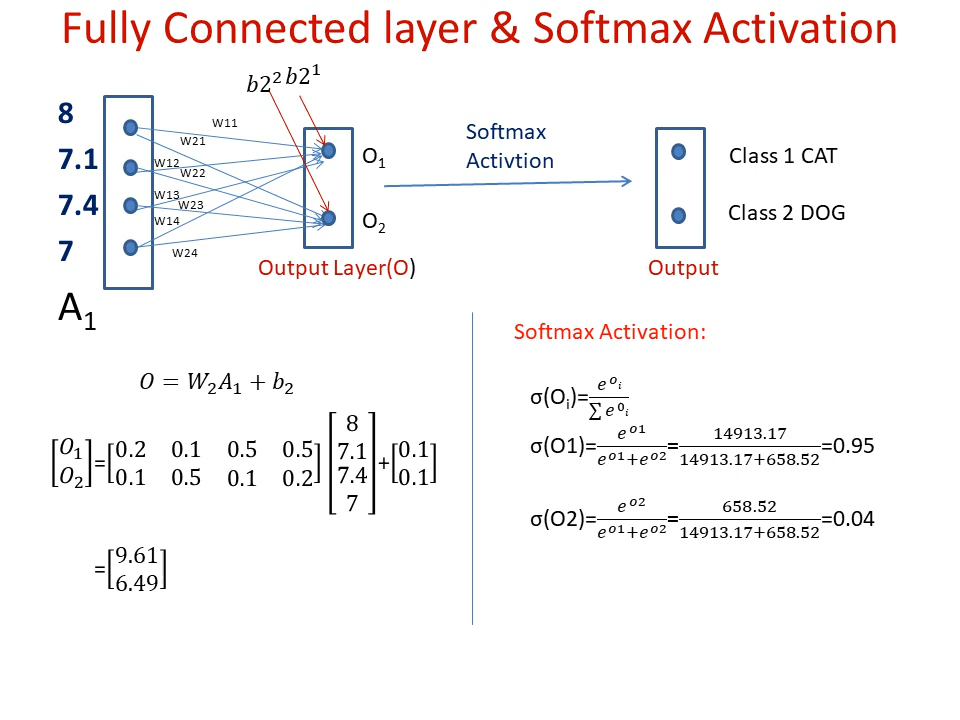 Fully Connected layer & Softmax Activation
b2² b2¹
8
7.1
7.4
7
A₁
W11
W21
W12
W22
W13
W23
W14
W24
O₁
O₂
Output Layer(O)
Softmax
Activtion
Class 1 CAT
Class 2 DOG
Output
O = W₂A₁ + b₂
[O₁ O₂] = [0.2 0.1 0.5 0.5; 0.1 0.5 0.1 0.2] [8 7.1 7.4 7] + [0.1 0.1]
= [9.61 6.49]
Softmax Activation:
σ(Oᵢ)= e^oᵢ / ∑ e^0ᵢ
σ(O1)= e^o1 / e^o1+e^o2 = 14913.17 / 14913.17+658.52 =0.95
σ(O2)= e^o2 / e^o1+e^o2 = 658.52 / 14913.17+658.52 =0.04